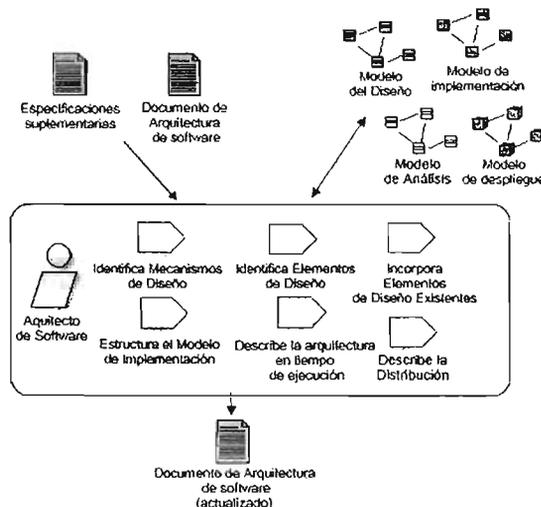 Especificaciones
suplementarias
Documento de
Arquitectura
de software
Modelo
del Diseño
Modelo de
implementación
Modelo
de Análisis
Modelo
de despliegue
Aquitecto
de Software
Identifica Mecanismos
de Diseño
Identifica Elementos
de Diseño
Incorpora
Elementos
de Diseño Existentes
Estructura el Modelo
de Implementación
Describe la arquitectura
en tiempo
de ejecución
Describe la
Distribución
Documento de Arquitectura
de software
(actualizado)